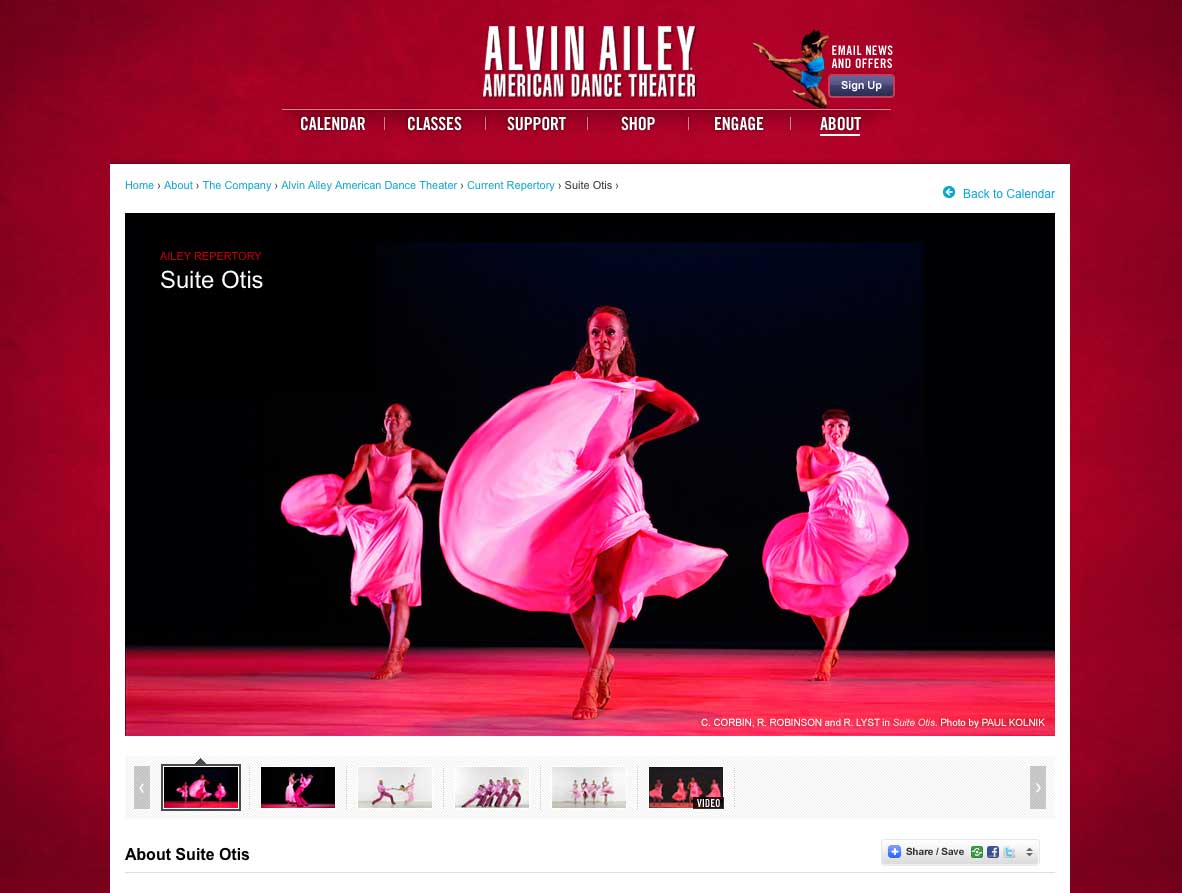 ALVIN AILEY
AMERICAN DANCE THEATER
EMAIL NEWS
AND OFFERS
Sign Up
CALENDAR
CLASSES
SUPPORT
SHOP
ENGAGE
ABOUT
Home › About › The Company › Alvin Ailey American Dance Theater › Current Repertory › Suite Otis ›
Back to Calendar
AILEY REPERTORY
Suite Otis
C. CORBIN, R. ROBINSON and R. LYST in Suite Otis. Photo by PAUL KOLNIK
VIDEO
About Suite Otis
Share / Save